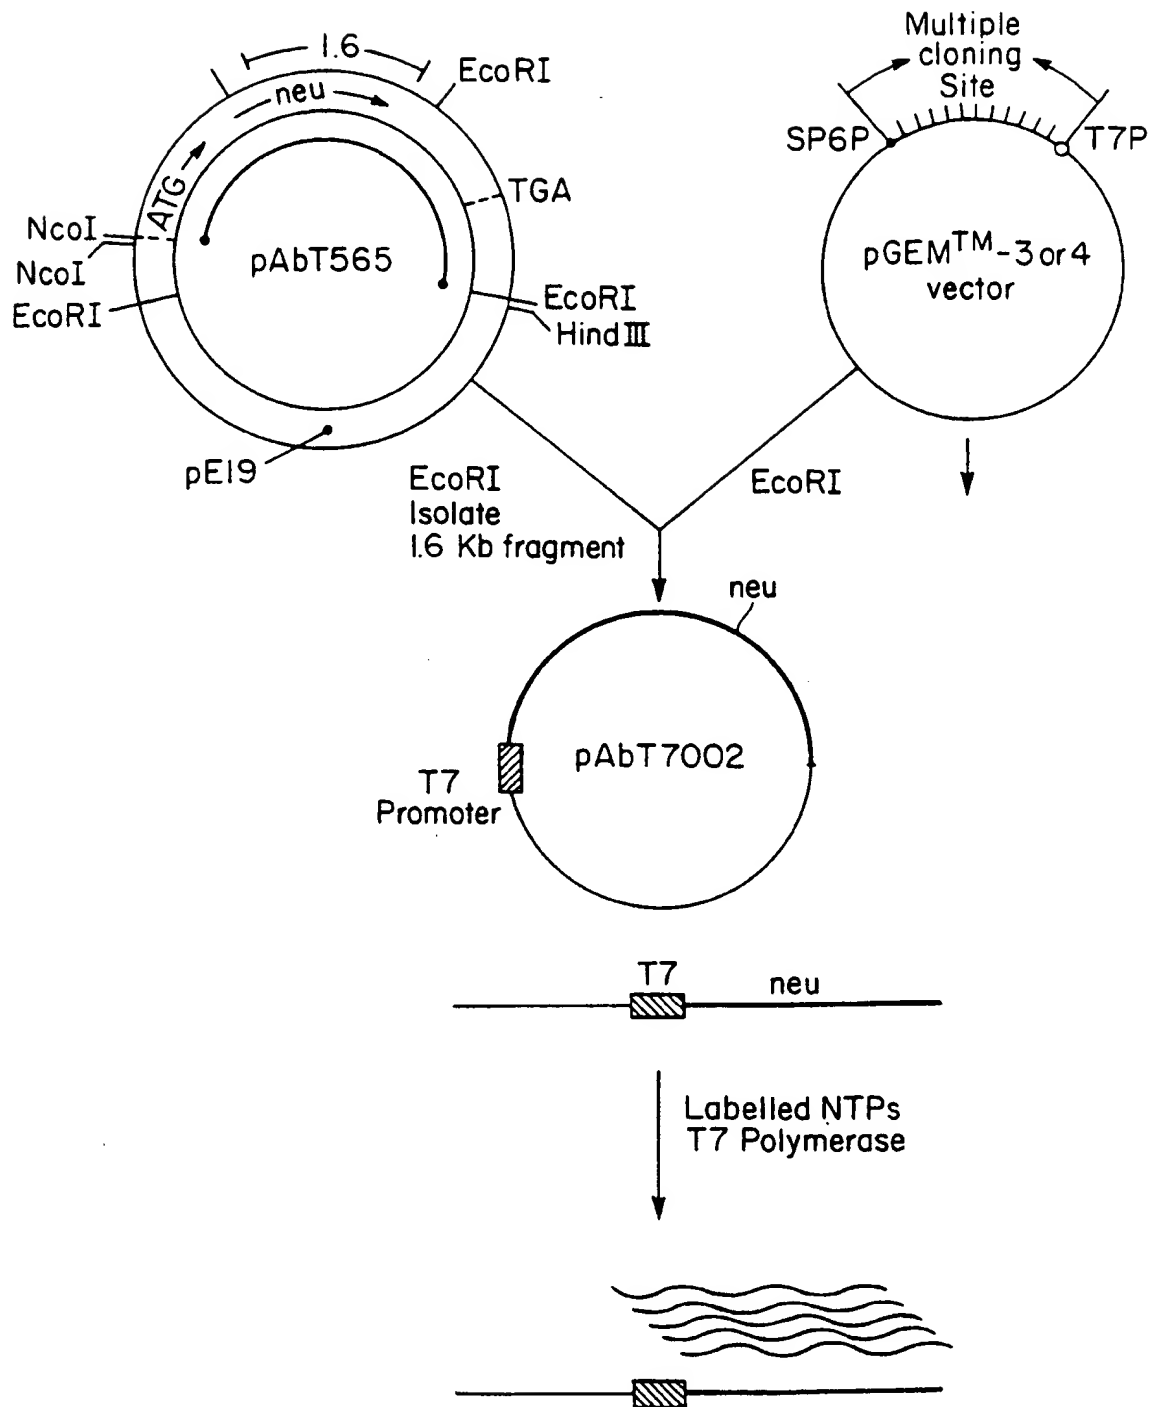 1.6
EcoRI
neu
ATG
TGA
NcoI
NcoI
EcoRI
pAbT565
EcoRI
Hind III
pE19
Multiple
cloning
Site
SP6P
T7P
pGEM™-3 or 4
vector
EcoRI
Isolate
1.6 Kb fragment
EcoRI
neu
pAbT7002
T7
Promoter
T7
neu
Labelled NTPs
T7 Polymerase